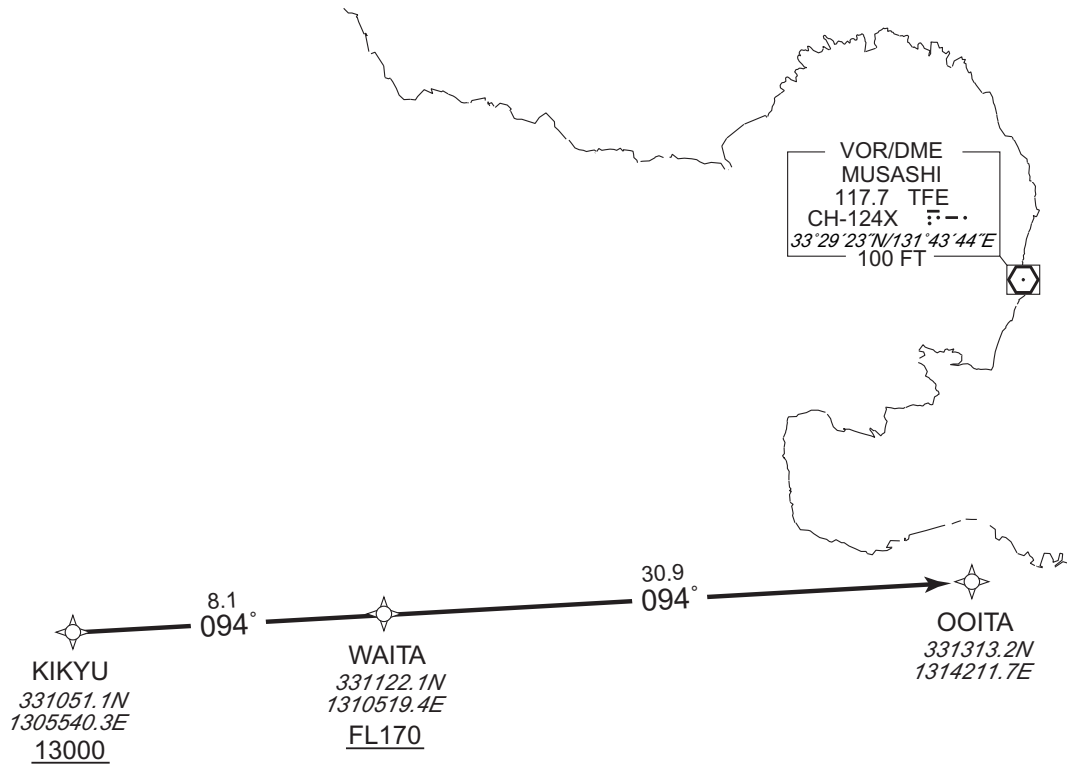 VOR/DME
MUSASHI
117.7 TFE
CH-124X
33°29′23″N/131°43′44″E
100 FT
8.1
094°
30.9
094°
KIKYU
331051.1N
1305540.3E
13000
WAITA
331122.1N
1310519.4E
FL170
OOITA
331313.2N
1314211.7E